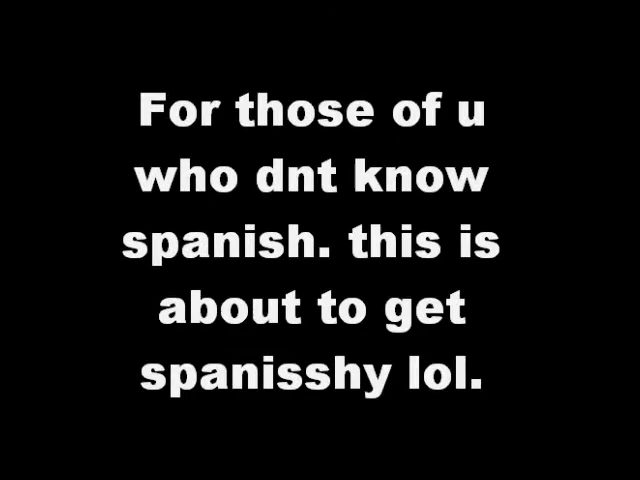 For those of u
who dnt know
spanish. this is
about to get
spanisshy lol.